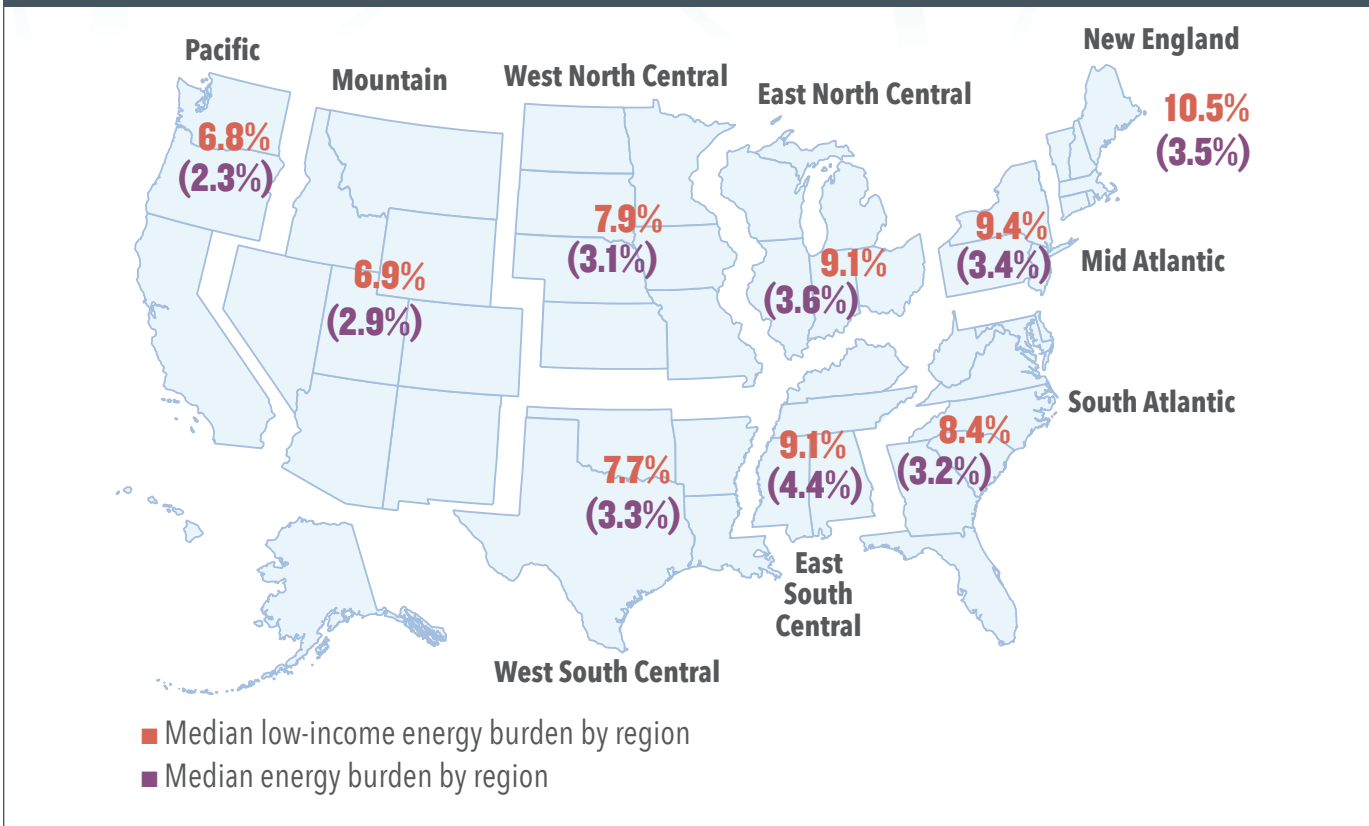 Pacific
6.8%
(2.3%)
Mountain
6.9%
(2.9%)
West North Central
7.9%
(3.1%)
East North Central
9.1%
(3.6%)
New England
10.5%
(3.5%)
9.4%
(3.4%)
Mid Atlantic
South Atlantic
8.4%
(3.2%)
9.1%
(4.4%)
East
South
Central
7.7%
(3.3%)
West South Central
Median low-income energy burden by region
Median energy burden by region